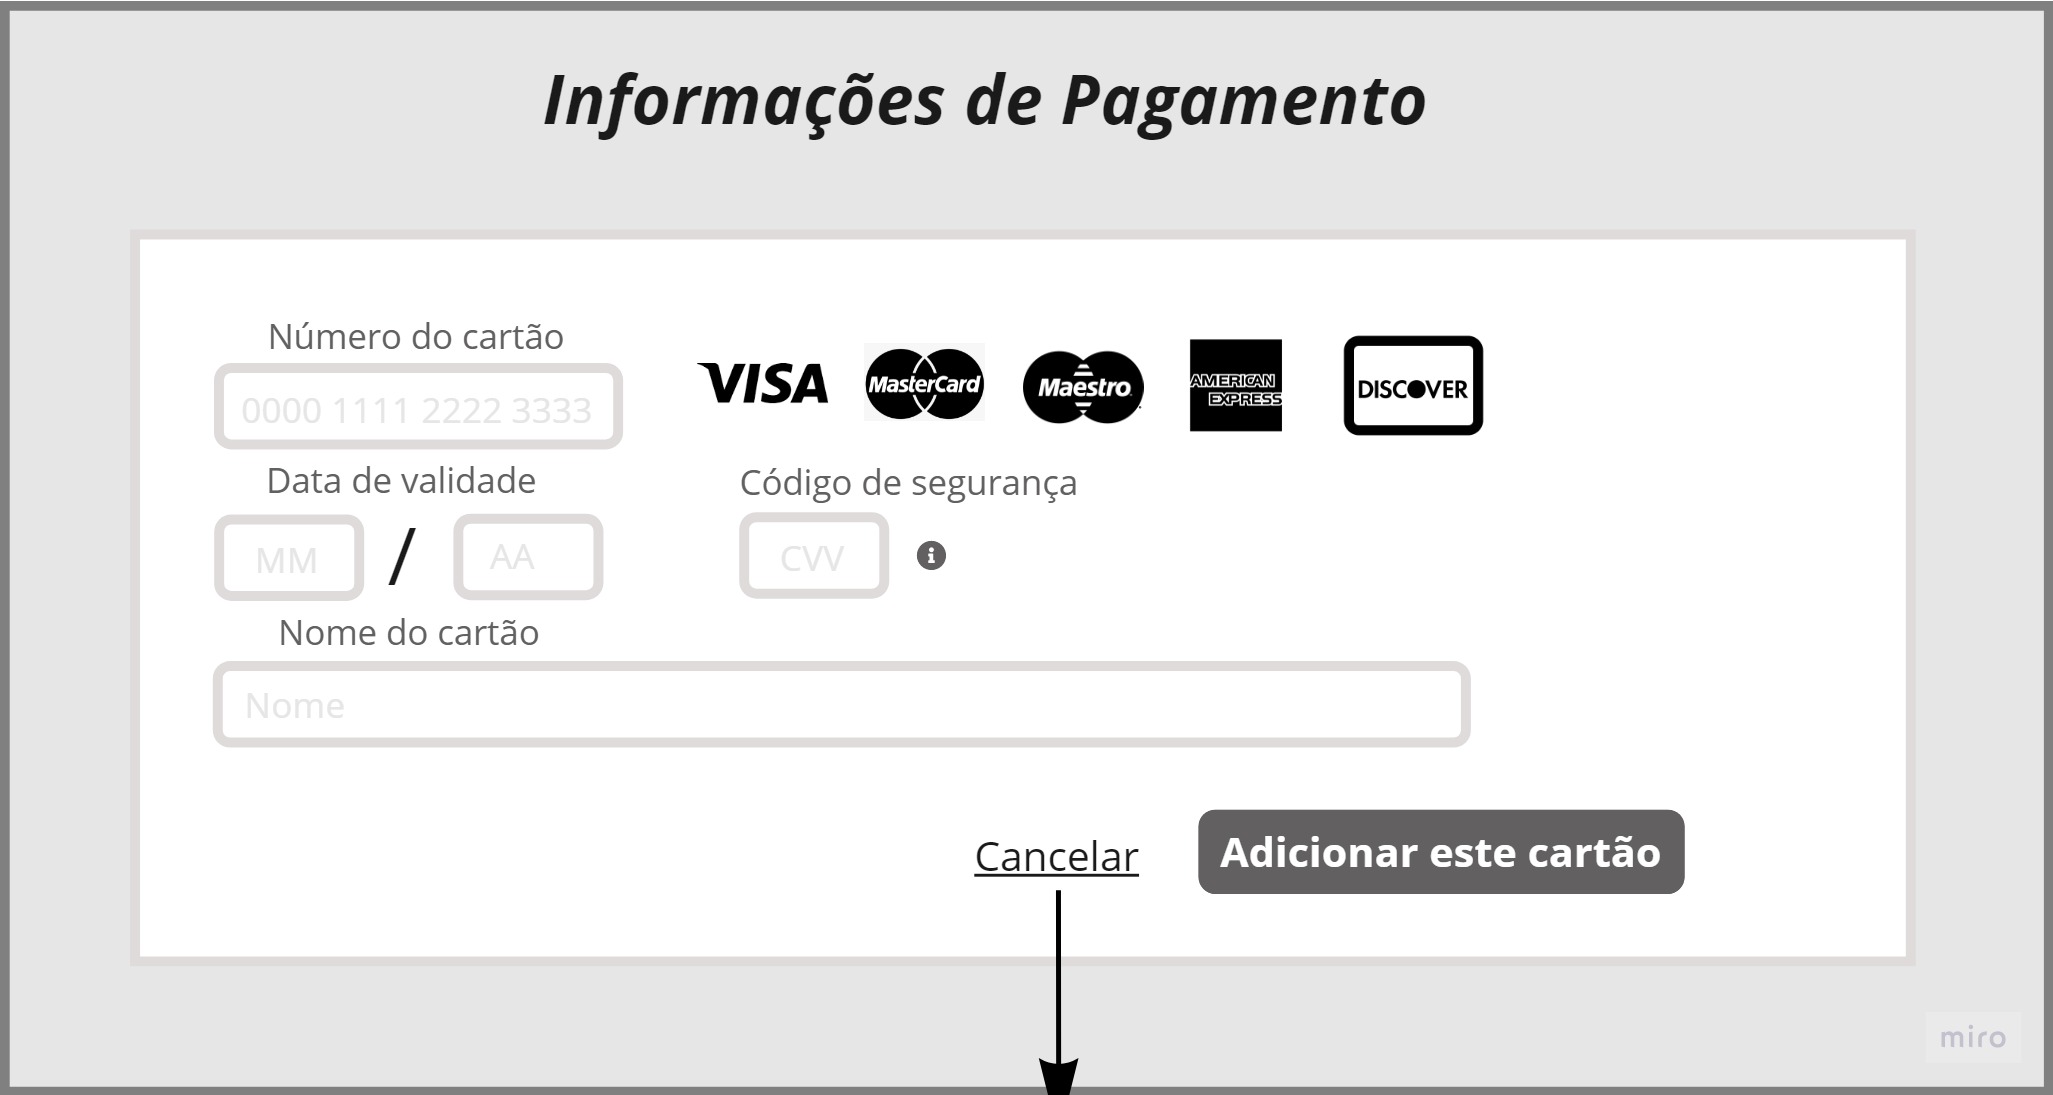 Informações de Pagamento
Número do cartão
0000 1111 2222 3333
VISA
MasterCard
Maestro
AMERICAN
EXPRESS
DISCOVER
Data de validade
MM / AA
Código de segurança
CVV
i
Nome do cartão
Nome
Cancelar
Adicionar este cartão
miro